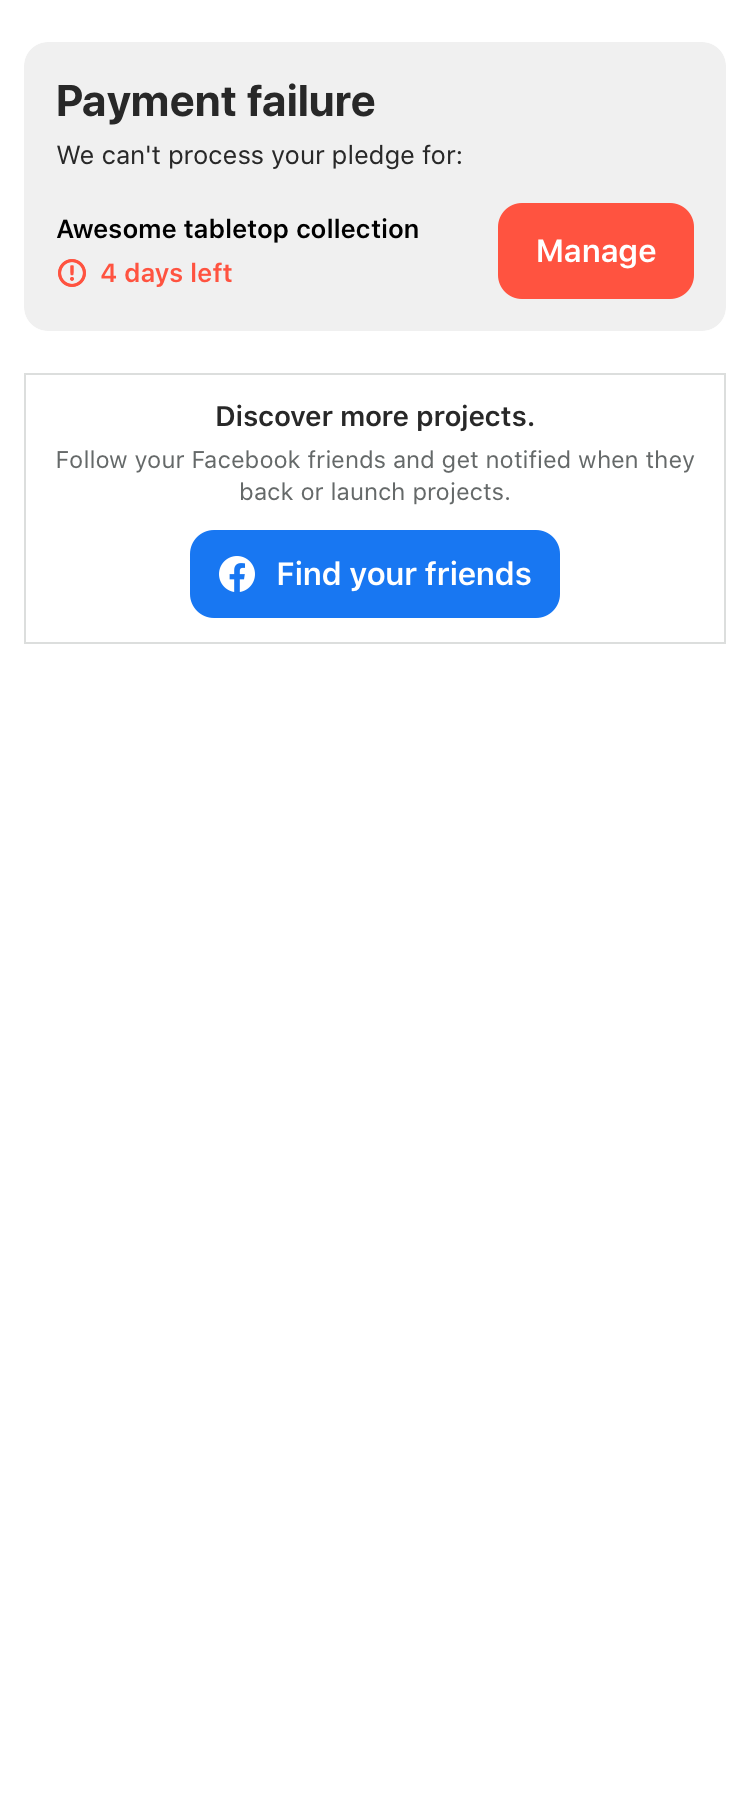 Payment failure
We can't process your pledge for:
Awesome tabletop collection
4 days left
Manage
Discover more projects.
Follow your Facebook friends and get notified when they
back or launch projects.
Find your friends